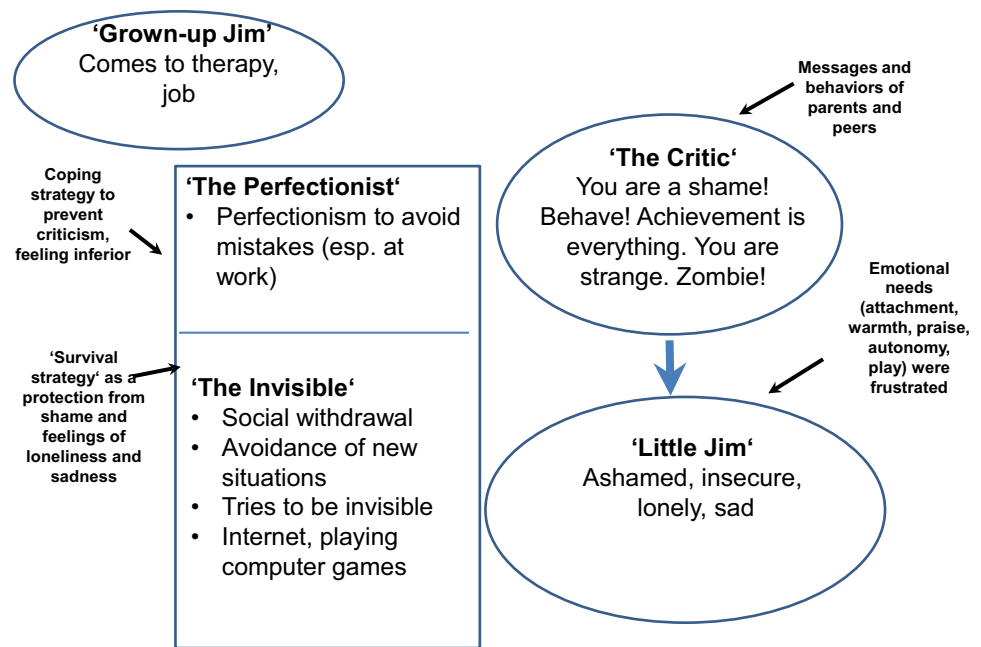 ‘Grown-up Jim‘
Comes to therapy,
job
Messages and
behaviors of
parents and
peers
‘The Critic‘
You are a shame!
Behave! Achievement is
everything. You are
strange. Zombie!
Coping
strategy to
prevent
criticism,
feeling inferior
‘The Perfectionist‘
• Perfectionism to avoid
mistakes (esp. at
work)
Emotional
needs
(attachment,
warmth, praise,
autonomy,
play) were
frustrated
‘Survival
strategy‘ as a
protection from
shame and
feelings of
loneliness and
sadness
‘The Invisible‘
• Social withdrawal
• Avoidance of new
situations
• Tries to be invisible
• Internet, playing
computer games
‘Little Jim‘
Ashamed, insecure,
lonely, sad